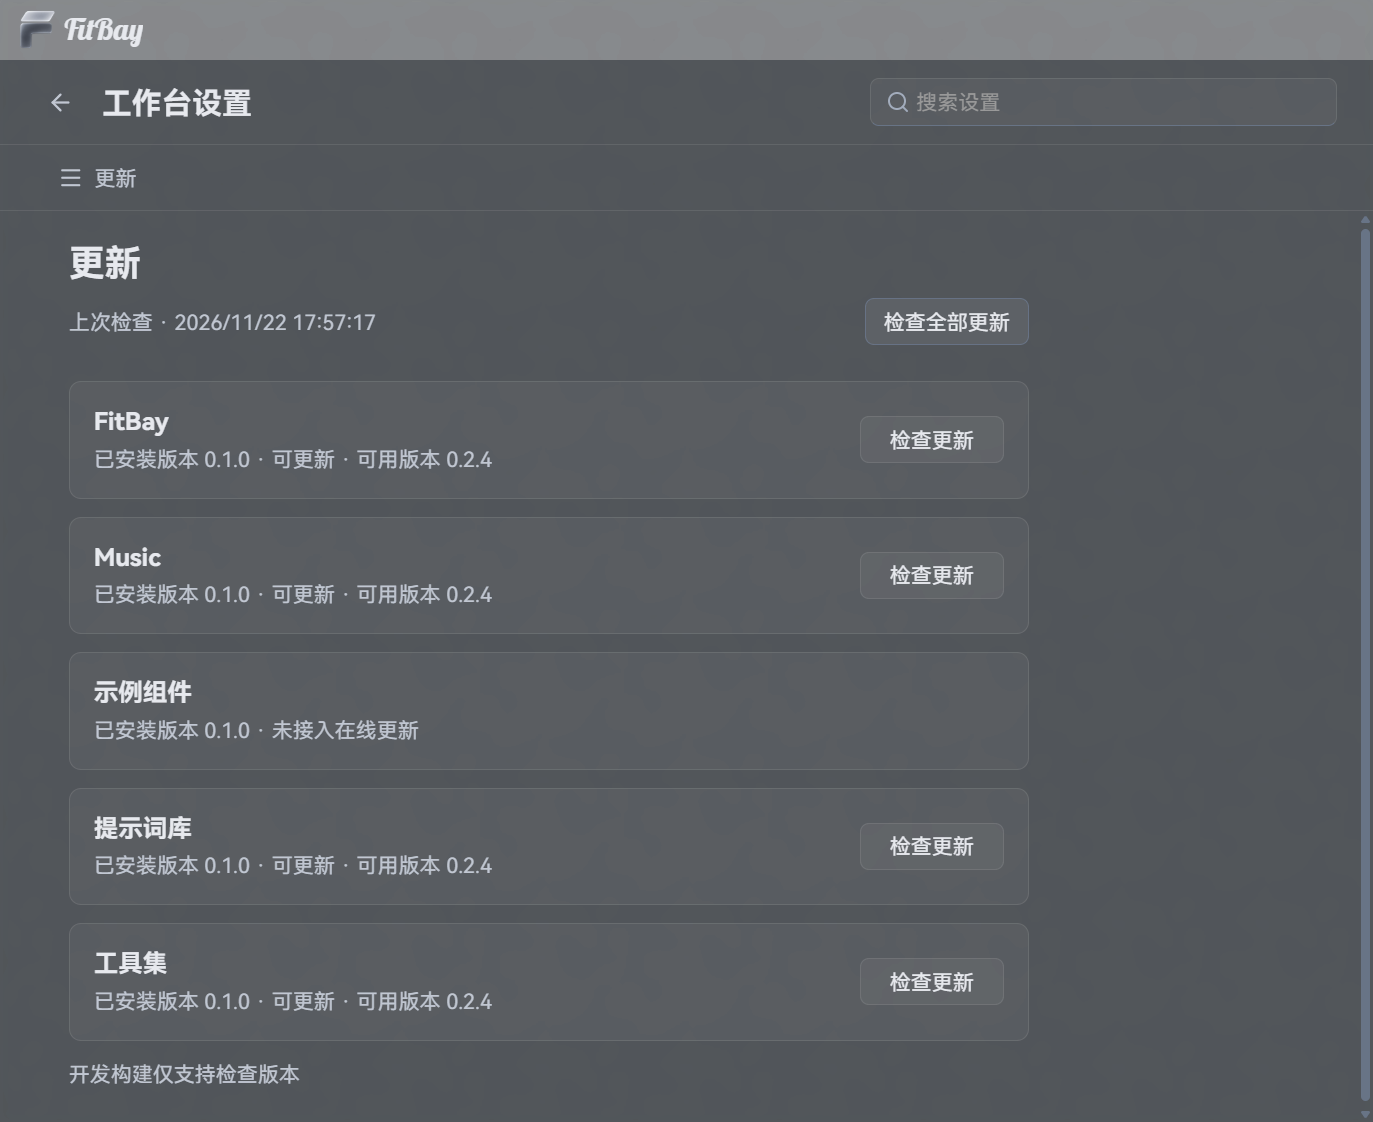 FitBay
工作台设置
搜索设置
更新
更新
上次检查 · 2026/11/22 17:57:17
检查全部更新
FitBay
已安装版本 0.1.0 · 可更新 · 可用版本 0.2.4
检查更新
Music
已安装版本 0.1.0 · 可更新 · 可用版本 0.2.4
检查更新
示例组件
已安装版本 0.1.0 · 未接入在线更新
提示词库
已安装版本 0.1.0 · 可更新 · 可用版本 0.2.4
检查更新
工具集
已安装版本 0.1.0 · 可更新 · 可用版本 0.2.4
检查更新
开发构建仅支持检查版本